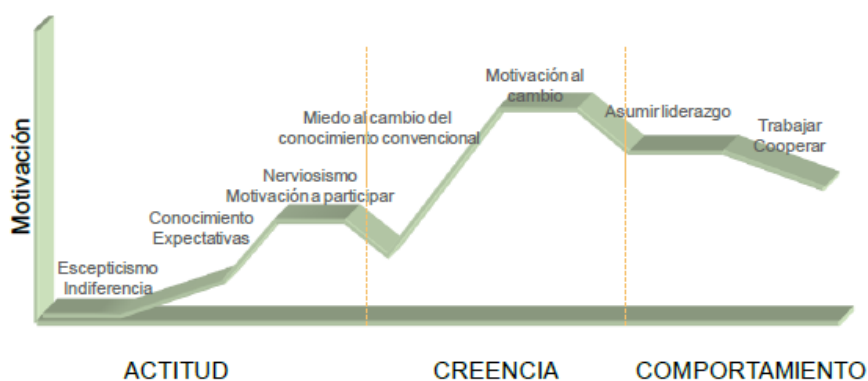 Motivación al
cambio
Asumir liderazgo
Miedo al cambio del
conocimiento convencional
Trabajar
Cooperar
Nerviosismo
Motivación a participar
Conocimiento
Expectativas
Escepticismo
Indiferencia
Motivación
ACTITUD
CREENCIA
COMPORTAMIENTO